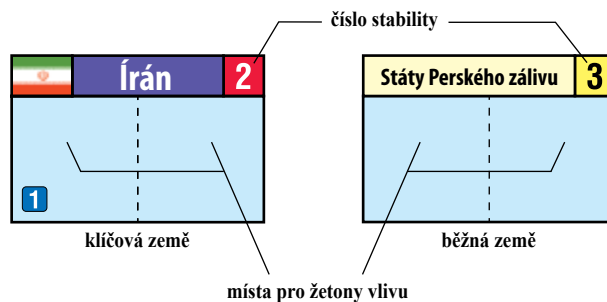 číslo stability
Írán 2
Státy Perského zálivu 3
1
klíčová země
běžná země
místa pro žetony vlivu